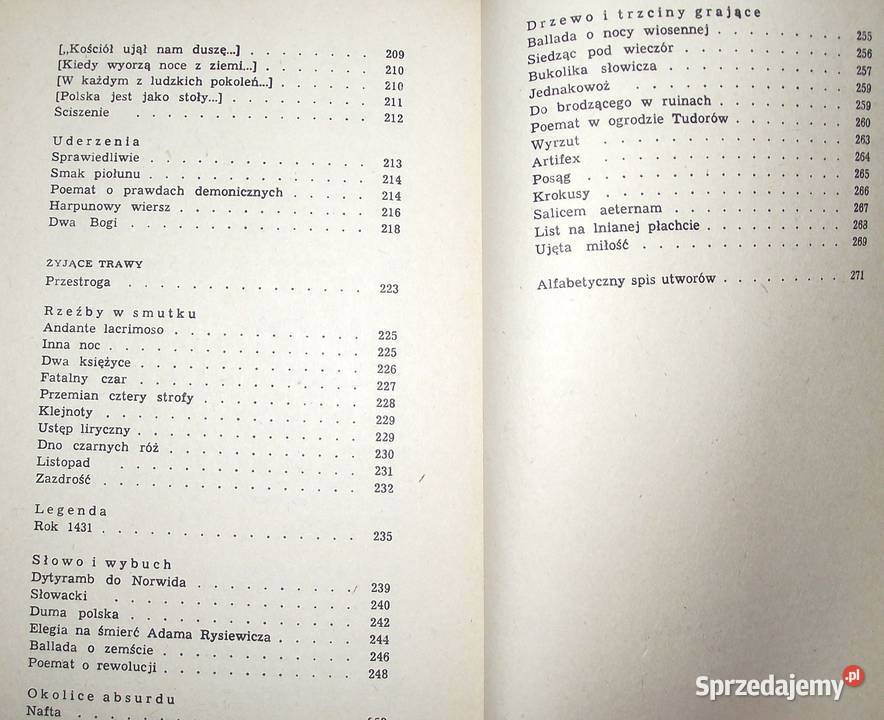 [„Kościół ujął nam duszę...] . . . . . . . 209
[Kiedy wyorzą noce z ziemi...] . . . . . . 210
[W każdym z ludzkich pokoleń...] . . . . . 210
[Polska jest jako stoły...] . . . . . . . . 211
Ściszenie . . . . . . . . . . . . 212
Uderzenia
Sprawiedliwie . . . . . . . . . . . . 213
Smak piołunu . . . . . . . . . . . . 214
Poemat o prawdach demonicznych . . . . . 214
Harpunowy wiersz . . . . . . . . . . . 216
Dwa Bogi . . . . . . . . . . . . . 218
ŻYJĄCE TRAWY
Przestroga . . . . . . . . . . . . . 223
Rzeźby w smutku
Andante lacrimoso . . . . . . . . . . . 225
Inna noc . . . . . . . . . . . . . . 225
Dwa księżyce . . . . . . . . . . . . . 226
Fatalny czar . . . . . . . . . . . . . 227
Przemian cztery strofy . . . . . . . . . 228
Klejnoty . . . . . . . . . . . . . . 229
Ustęp liryczny . . . . . . . . . . . . 229
Dno czarnych róż . . . . . . . . . . . 230
Listopad . . . . . . . . . . . . . 231
Zazdrość . . . . . . . . . . . . . . 232
Legenda
Rok 1431 . . . . . . . . . . . . . . 235
Słowo i wybuch
Dytyramb do Norwida . . . . . . . . . . 239
Słowacki . . . . . . . . . . . . . 240
Duma polska . . . . . . . . . . . . . 242
Elegia na śmierć Adama Rysiewicza . . . . . 244
Ballada o zemście . . . . . . . . . . . 246
Poemat o rewolucji . . . . . . . . . . . 248
Okolice absurdu
Nafta . . . . . . . . . . . . . .
Drzewo i trzciny grające
Ballada o nocy wiosennej . . . . . . . . 255
Siedząc pod wieczór . . . . . . . . . . 256
Bukolika słowicza . . . . . . . . . . . 257
Jednakowoż . . . . . . . . . . . . 259
Do brodzącego w ruinach . . . . . . . . 259
Poemat w ogrodzie Tudorów . . . . . . . 260
Wyrzut . . . . . . . . . . . . . 263
Artifex . . . . . . . . . . . . . 264
Posąg . . . . . . . . . . . . . . 265
Krokusy . . . . . . . . . . . . . 266
Salicem aeternam . . . . . . . . . . 267
List na lnianej płachcie . . . . . . . . 268
Ujęta miłość . . . . . . . . . . . . 269
Alfabetyczny spis utworów . . . . . . . . 271
Sprzedajemy.pl